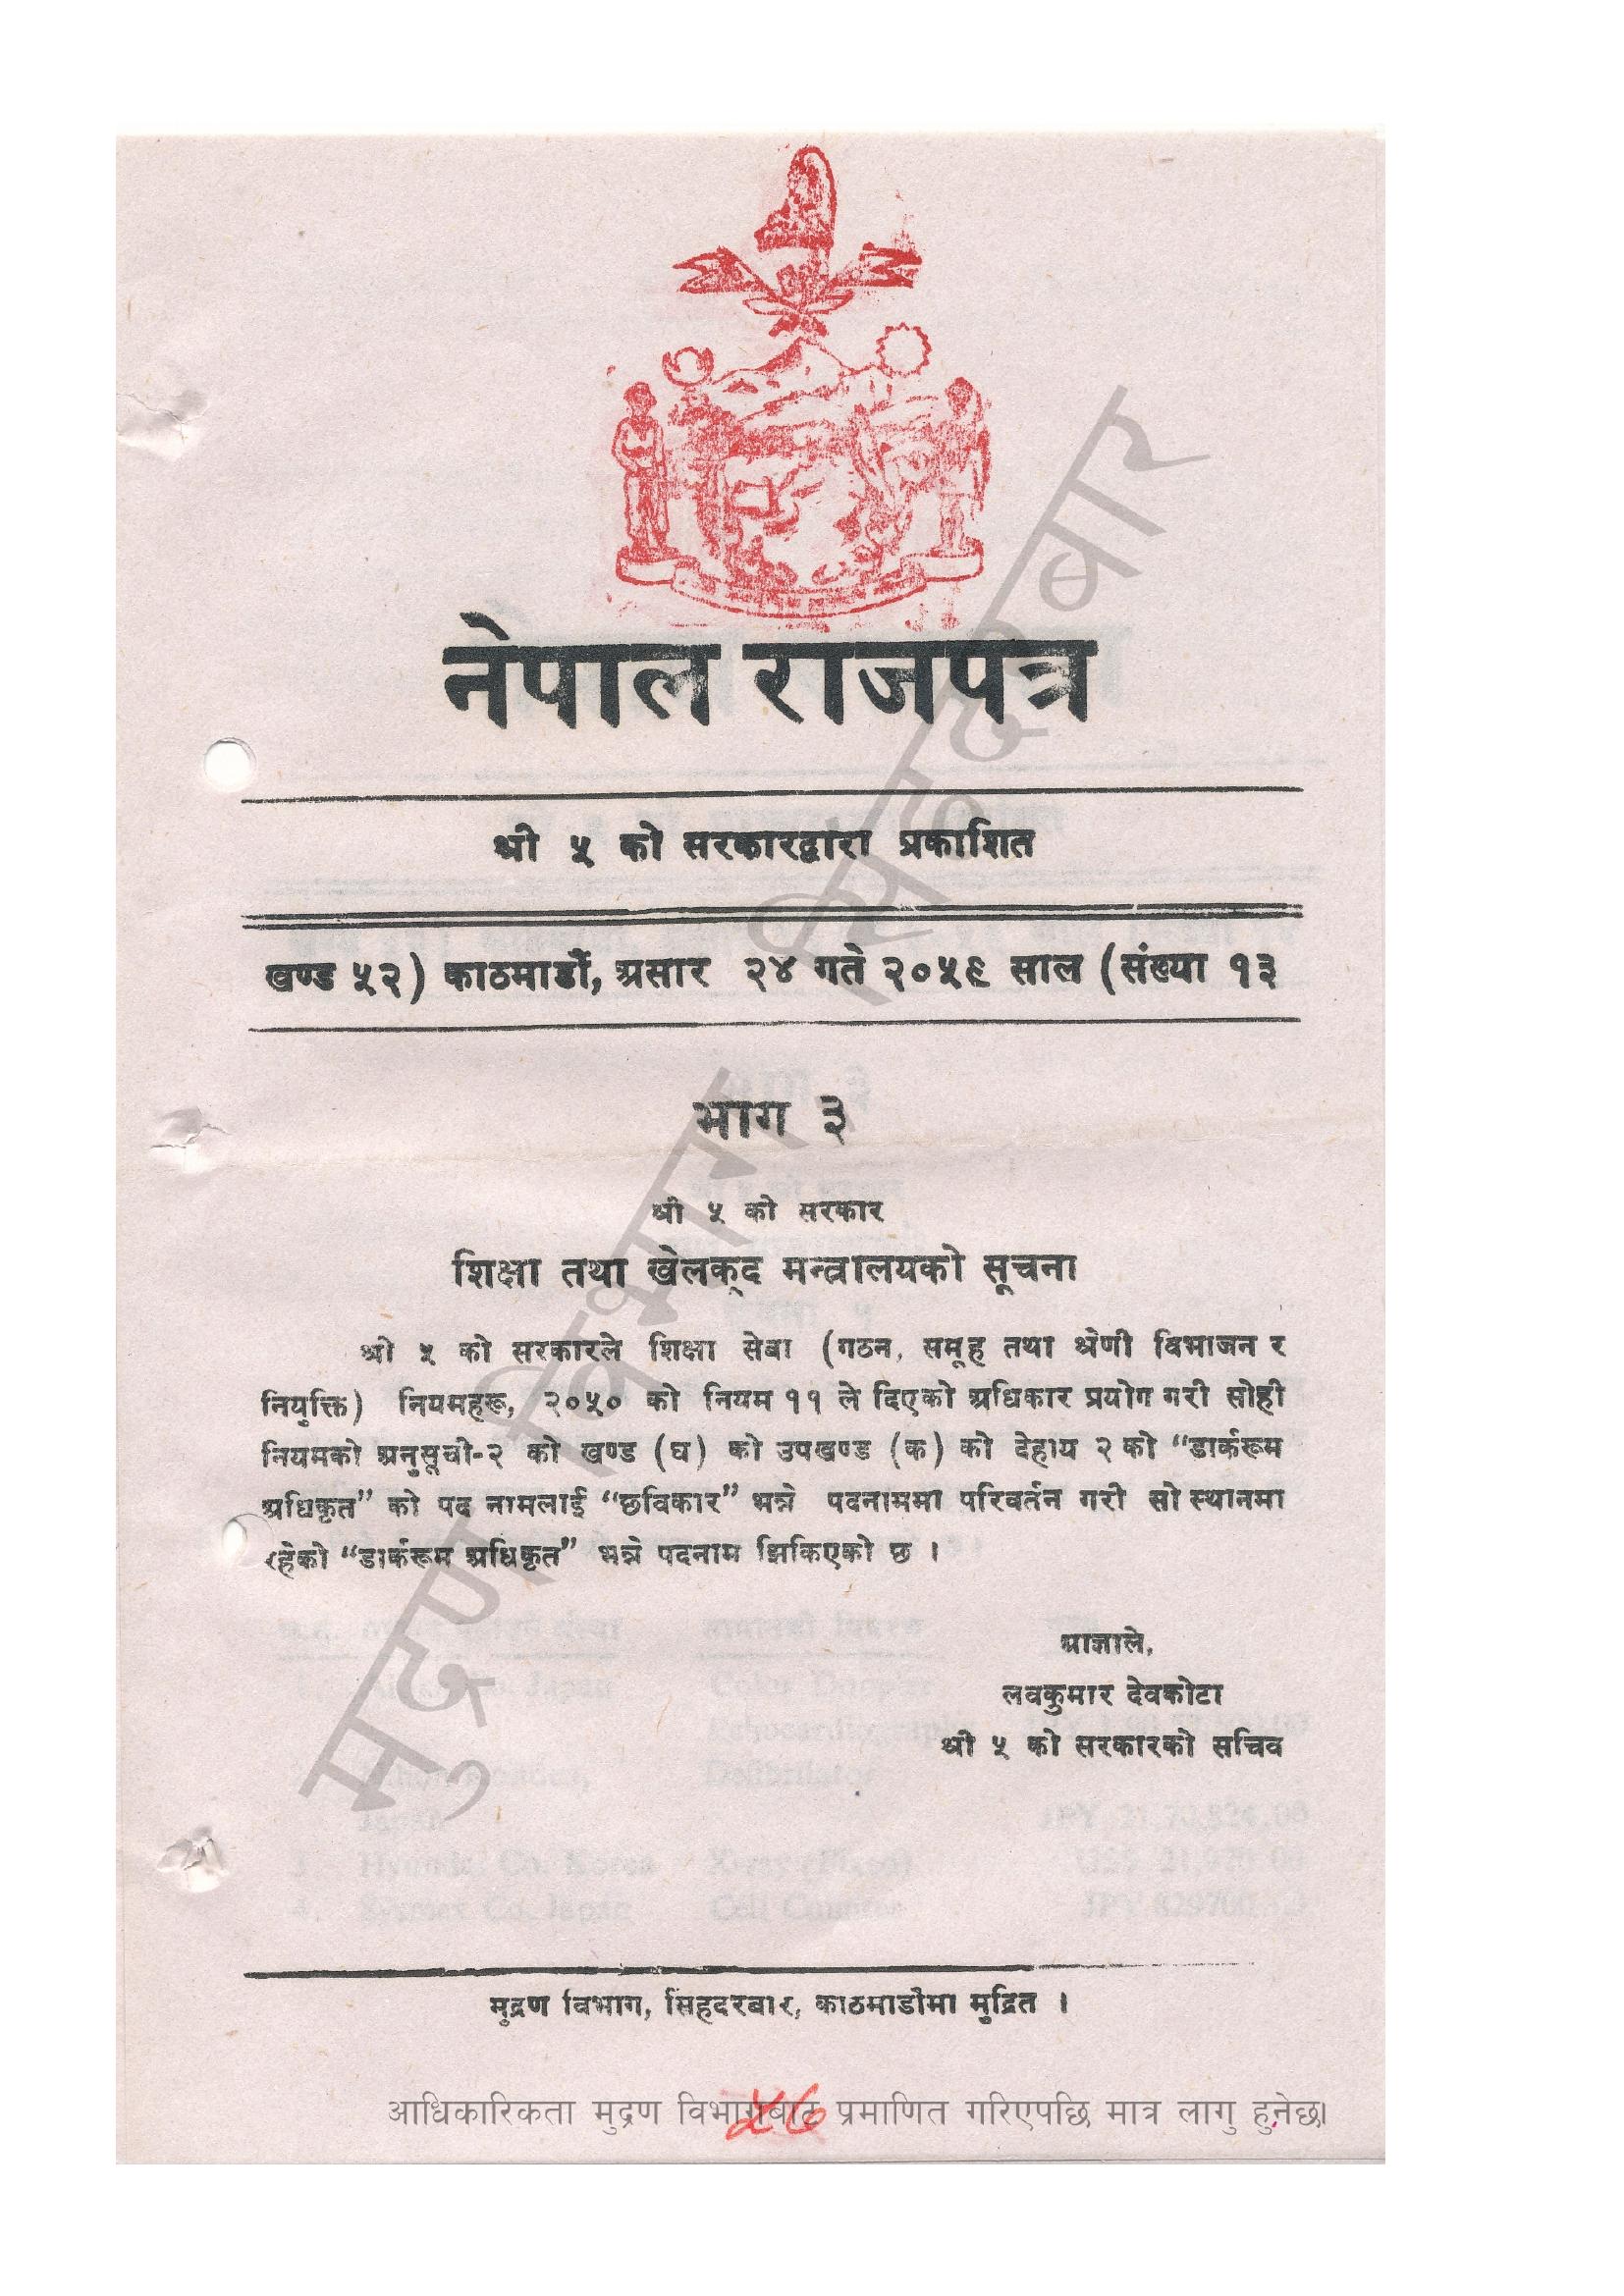 नेपाल राजपत्र
श्री ५ को सरकारद्वारा प्रकाशित
खण्ड ५२) काठमाडौं, असार २४ गते २०५९ साल (संख्या १३
भाग ३
श्री ५ को सरकार
शिक्षा तथा खेलकूद मन्त्रालयको सूचना
श्री ५ को सरकारले शिक्षा सेवा (गठन, समूह तथा श्रेणी विभाजन र
नियुक्ति) नियमहरू, २०५० को नियम ११ ले दिएको अधिकार प्रयोग गरी सोही
नियमको अनुसूची-२ को खण्ड (घ) को उपखण्ड (क) को देहाय २ को “डार्करूम
अधिकृत” को पद नामलाई “छविकार” भन्ने पदनाममा परिवर्तन गरी सो स्थानमा
रहेको “डार्करूम अधिकृत” भन्ने पदनाम झिकिएको छ ।
आज्ञाले,
लवकुमार देवकोटा
श्री ५ को सरकारको सचिव
मुद्रण विभाग, सिंहदरबार, काठमाडौंमा मुद्रित ।
मुद्रण विभाग सिंहदरबार
आधिकारिकता मुद्रण विभागबाट प्रमाणित गरिएपछि मात्र लागु हुनेछ।